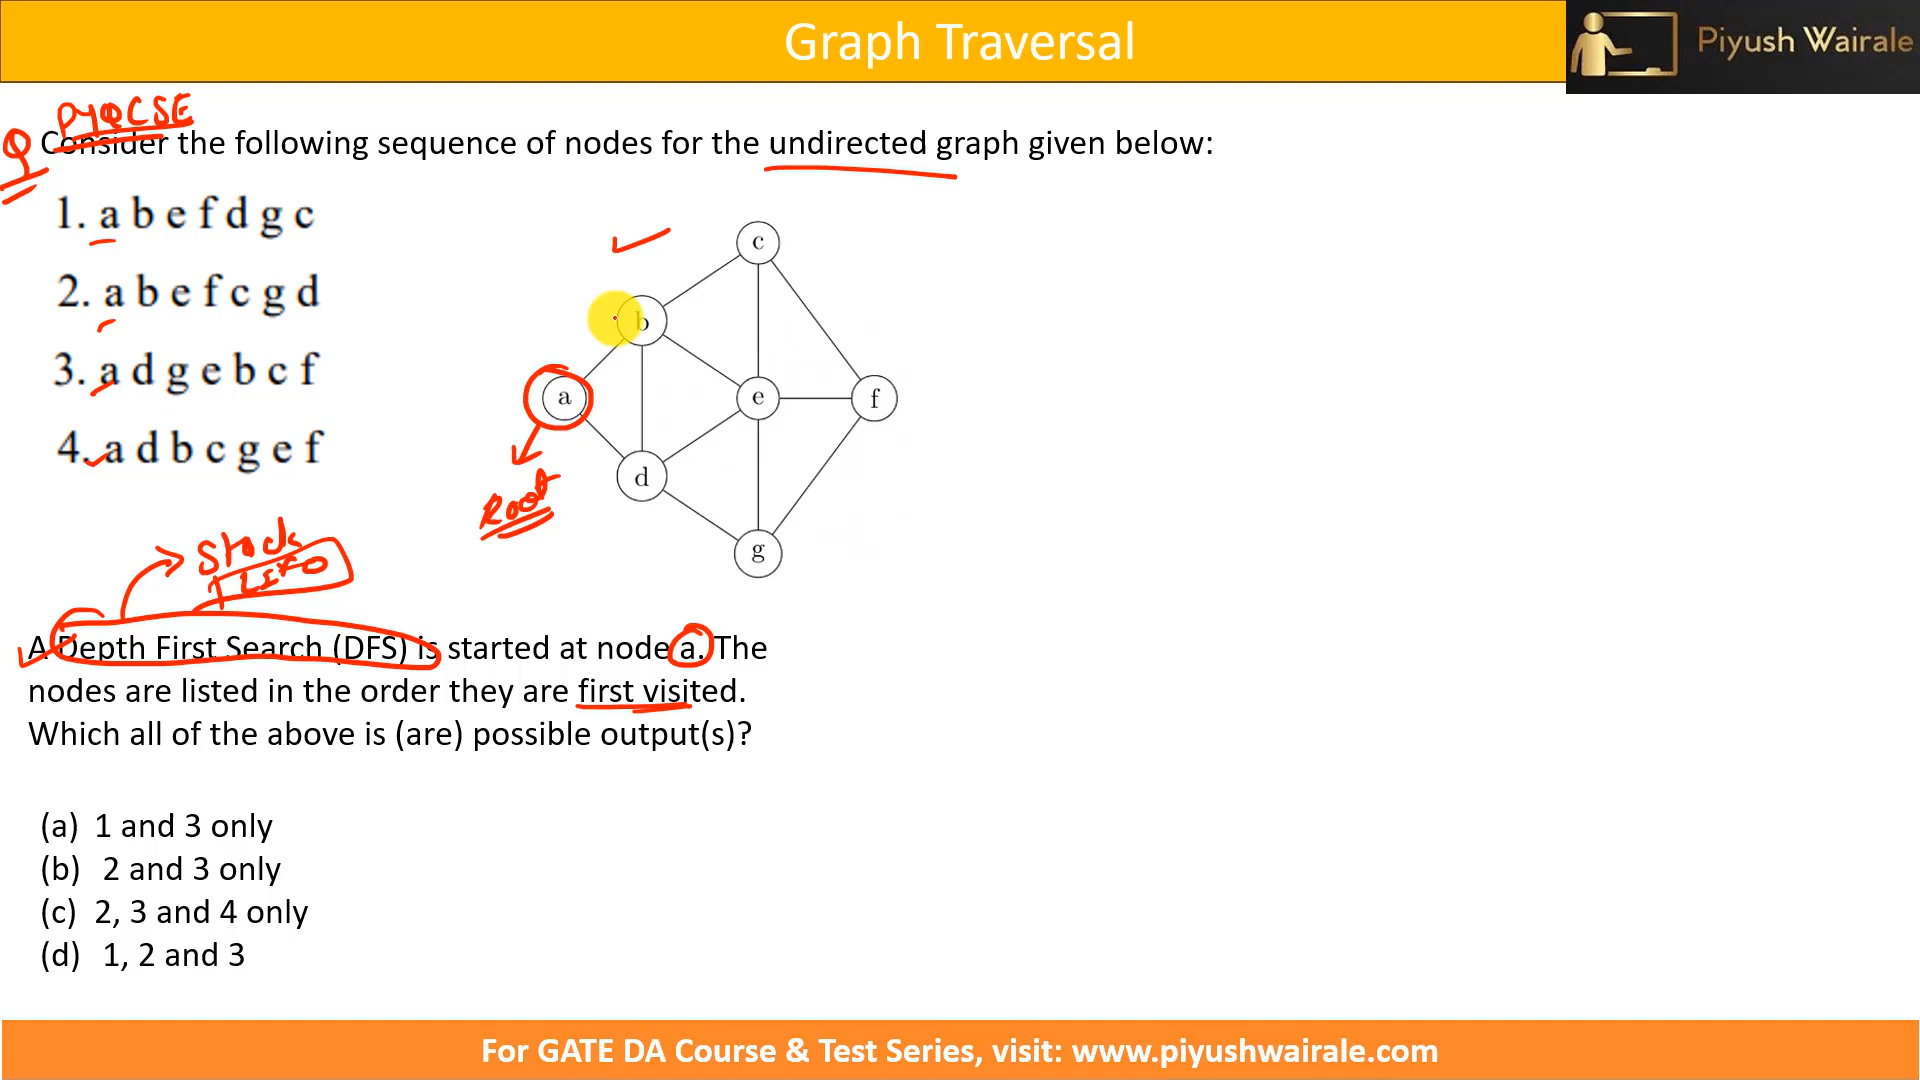 Graph Traversal
Piyush Wairale
PYQ CSE
Q Consider the following sequence of nodes for the undirected graph given below:
1. a b e f d g c
2. a b e f c g d
3. a d g e b c f
4. a d b c g e f
c
b
a
e
f
d
g
Root
Stack
LIFO
A Depth First Search (DFS) is started at node a. The
nodes are listed in the order they are first visited.
Which all of the above is (are) possible output(s)?
(a) 1 and 3 only
(b) 2 and 3 only
(c) 2, 3 and 4 only
(d) 1, 2 and 3
For GATE DA Course & Test Series, visit: www.piyushwairale.com